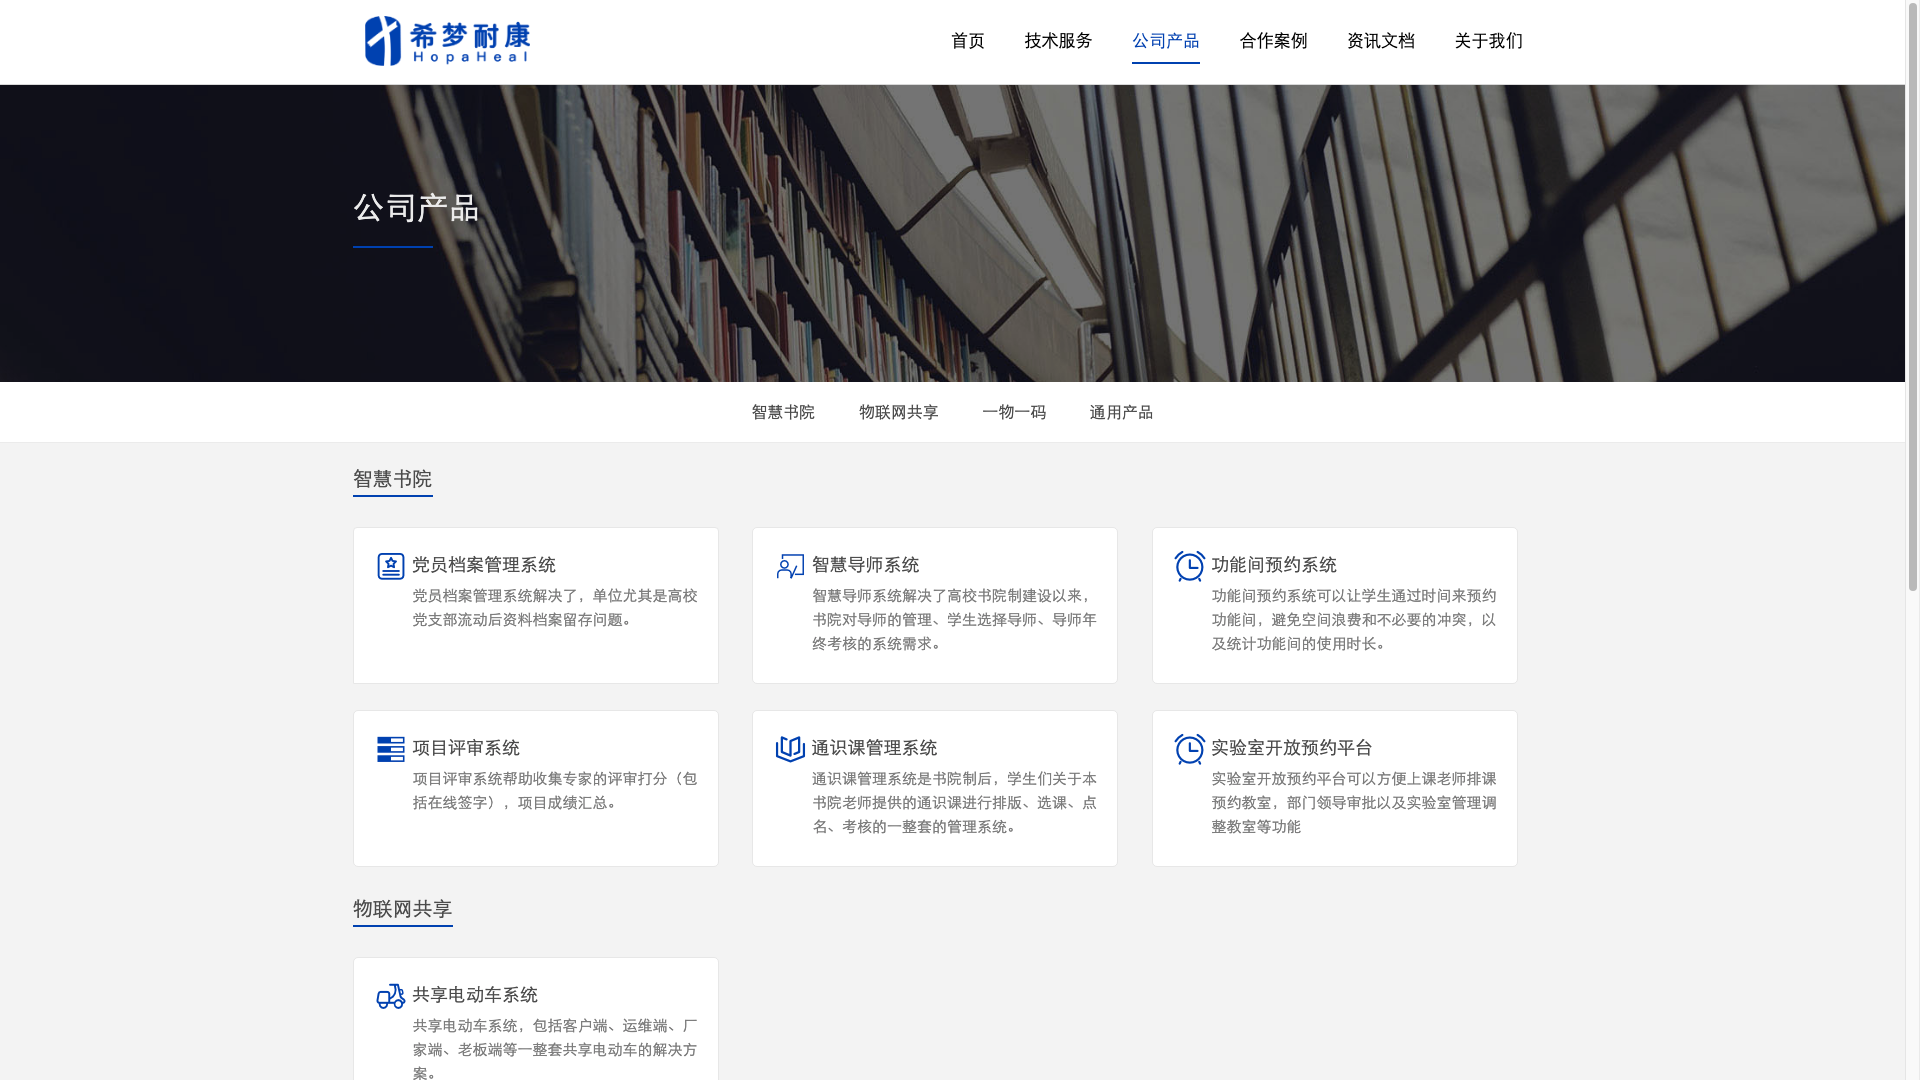 希梦耐康
HopaHeal
首页 技术服务 公司产品 合作案例 资讯文档 关于我们
公司产品
智慧书院 物联网共享 一物一码 通用产品
智慧书院
党员档案管理系统
党员档案管理系统解决了，单位尤其是高校
党支部流动后资料档案留存问题。
智慧导师系统
智慧导师系统解决了高校书院制建设以来，
书院对导师的管理、学生选择导师、导师年
终考核的系统需求。
功能间预约系统
功能间预约系统可以让学生通过时间来预约
功能间，避免空间浪费和不必要的冲突，以
及统计功能间的使用时长。
项目评审系统
项目评审系统帮助收集专家的评审打分（包
括在线签字），项目成绩汇总。
通识课管理系统
通识课管理系统是书院制后，学生们关于本
书院老师提供的通识课进行排版、选课、点
名、考核的一整套的管理系统。
实验室开放预约平台
实验室开放预约平台可以方便上课老师排课
预约教室，部门领导审批以及实验室管理调
整教室等功能
物联网共享
共享电动车系统
共享电动车系统，包括客户端、运维端、厂
家端、老板端等一整套共享电动车的解决方
案。